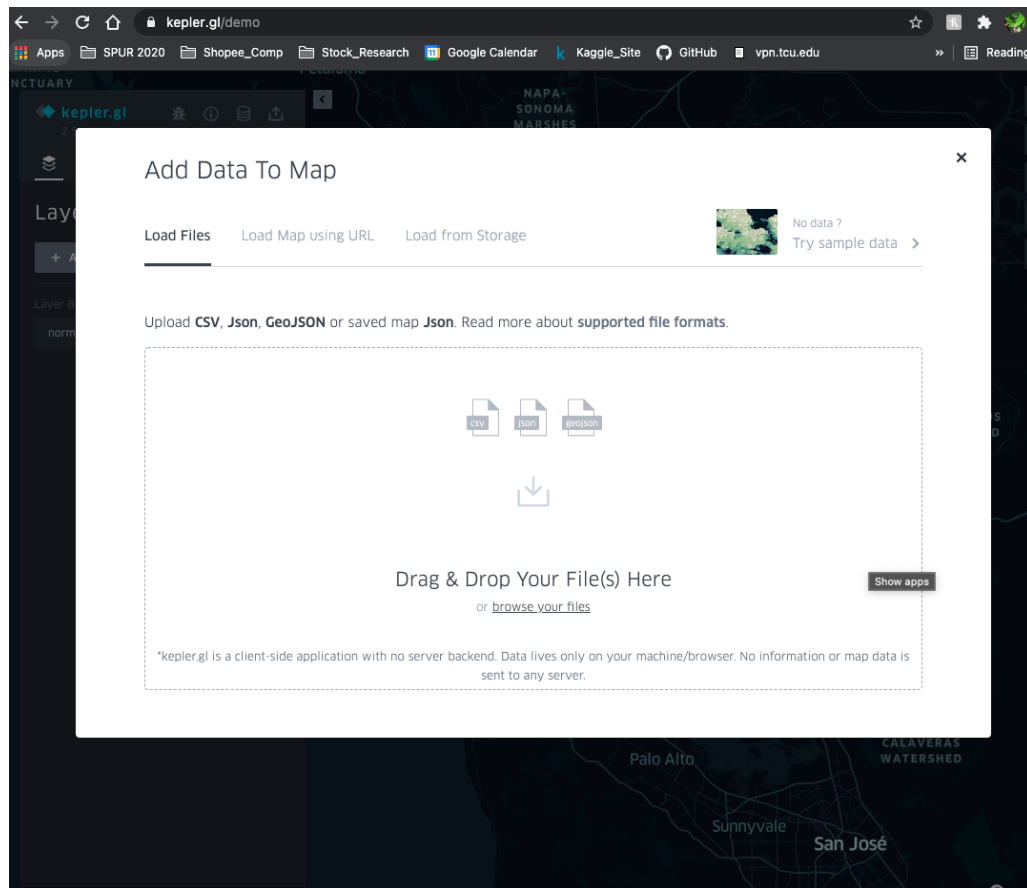 kepler.gl/demo
Apps SPUR 2020 Shopee_Comp Stock_Research 11 Google Calendar k Kaggle_Site GitHub vpn.tcu.edu » Reading
NCTUARY
NAPA-
kepler.gl
SONOMA
MARSHES
Add Data To Map
Load Files Load Map using URL Load from Storage
No data ?
Try sample data
+ A
Layer B
norm
Upload CSV, Json, GeoJSON or saved map Json. Read more about supported file formats.
csv json geojson
Drag & Drop Your File(s) Here
Show apps
or browse your files
*kepler.gl is a client-side application with no server backend. Data lives only on your machine/browser. No information or map data is
sent to any server.
CALAVERAS
WATERSHED
Palo Alto
Sunnyvale
San José